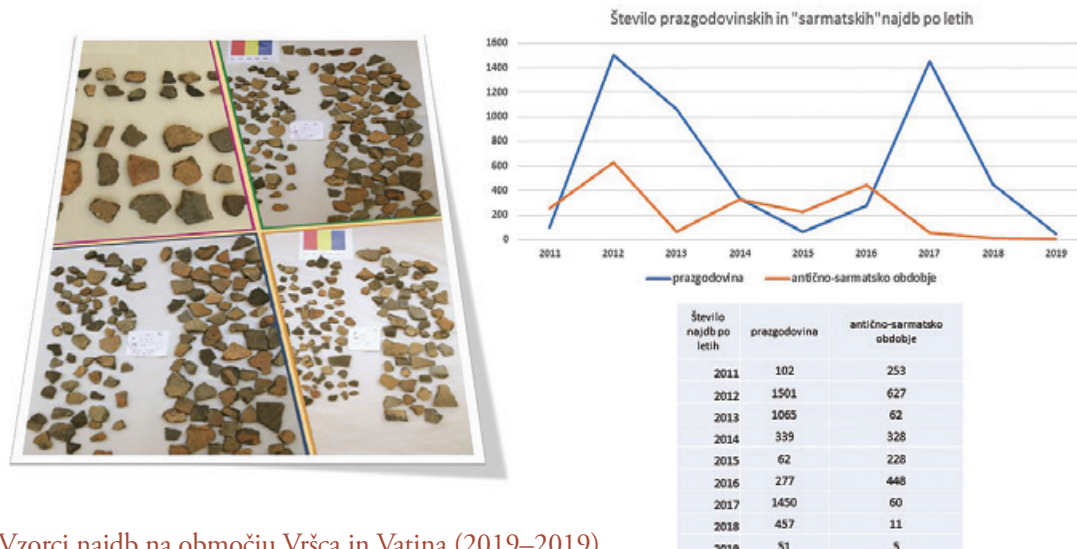 Število prazgodovinskih in "sarmatskih"najdb po letih
1600
1400
1200
1000
800
600
400
200
0
2011 2012 2013 2014 2015 2016 2017 2018 2019
prazgodovina antično-sarmatsko obdobje
Število najdb po letih prazgodovina antično-sarmatsko obdobje
2011 102 253
2012 1501 627
2013 1065 62
2014 339 328
2015 62 228
2016 277 448
2017 1450 60
2018 457 11
2019 51 5
Vzorci najdb na območju Vršca in Vatina (2019–2019)